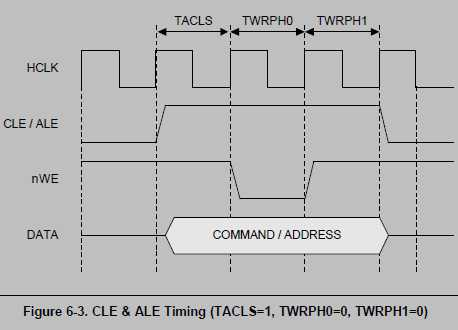 TACLS TWRPH0 TWRPH1
HCLK
CLE / ALE
nWE
DATA COMMAND / ADDRESS
Figure 6-3. CLE & ALE Timing (TACLS=1, TWRPH0=0, TWRPH1=0)